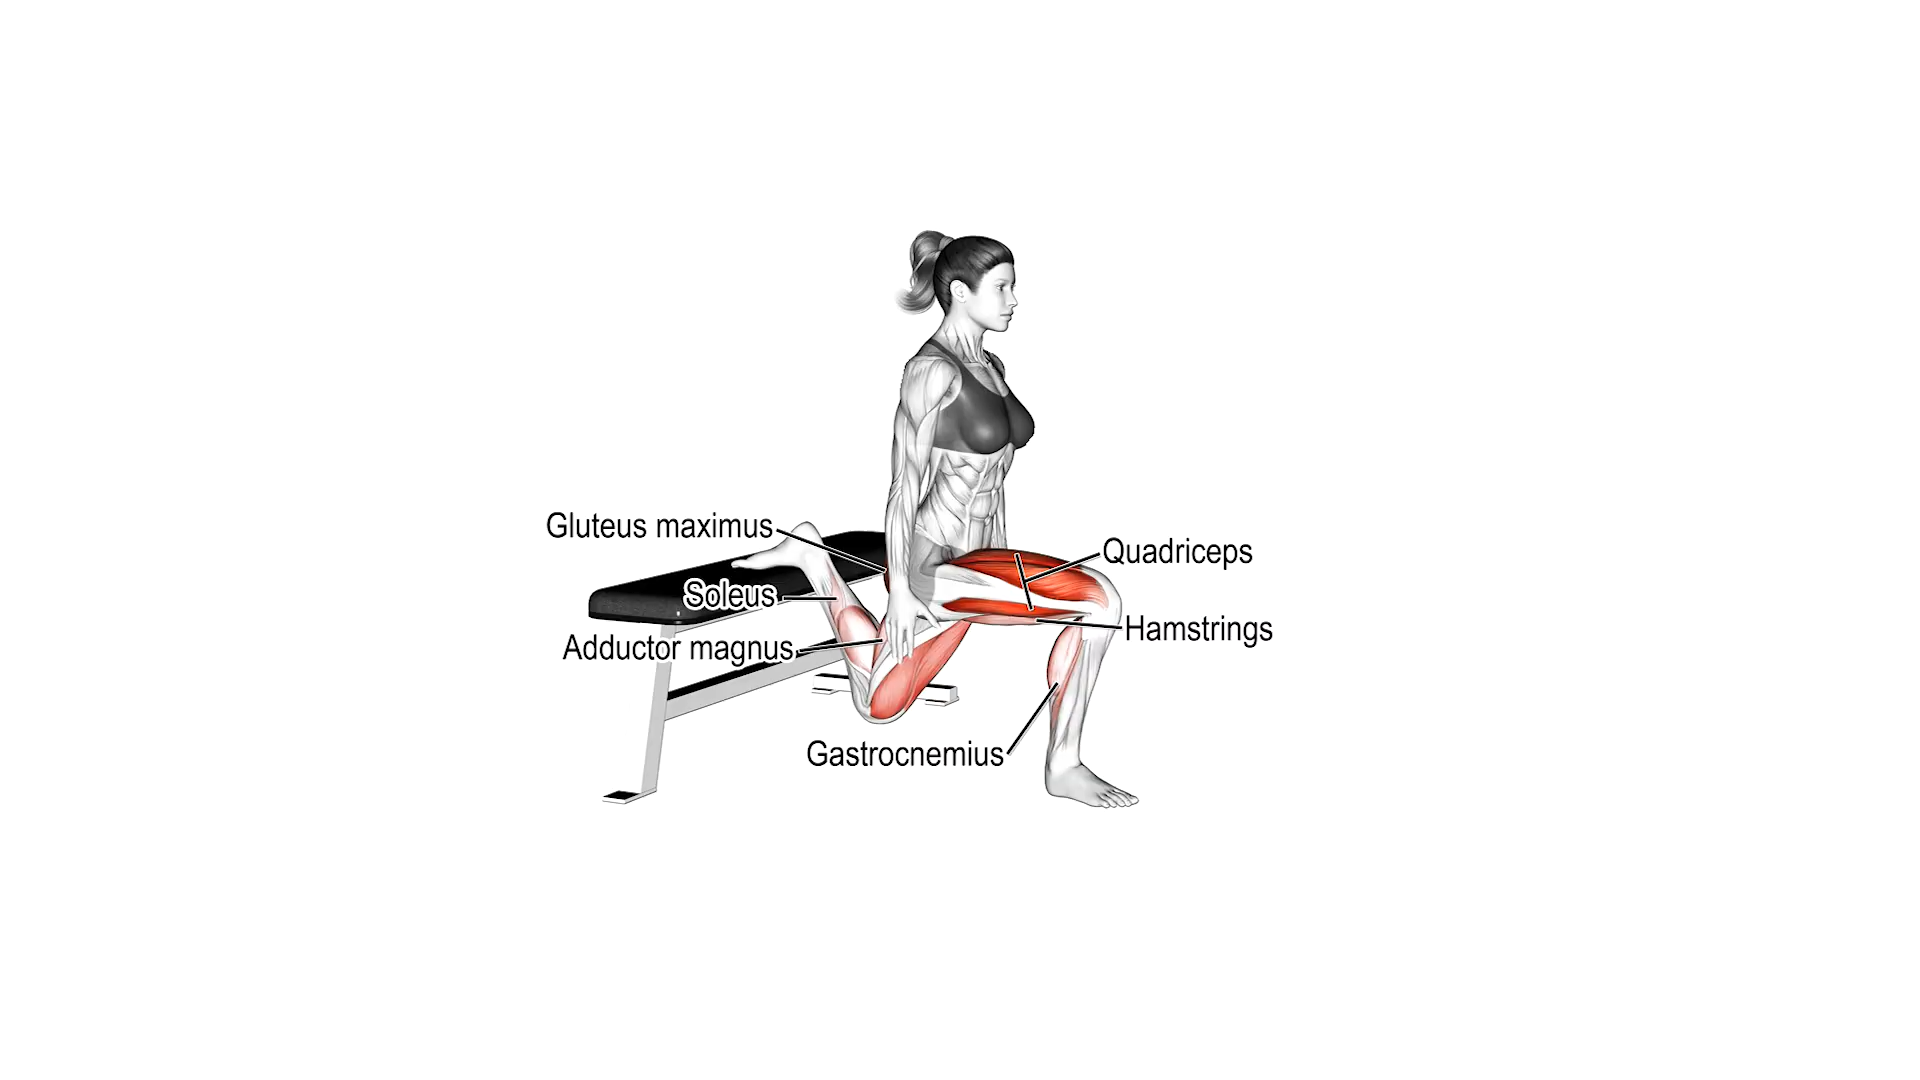 Gluteus maximus
Quadriceps
Soleus
Hamstrings
Adductor magnus
Gastrocnemius